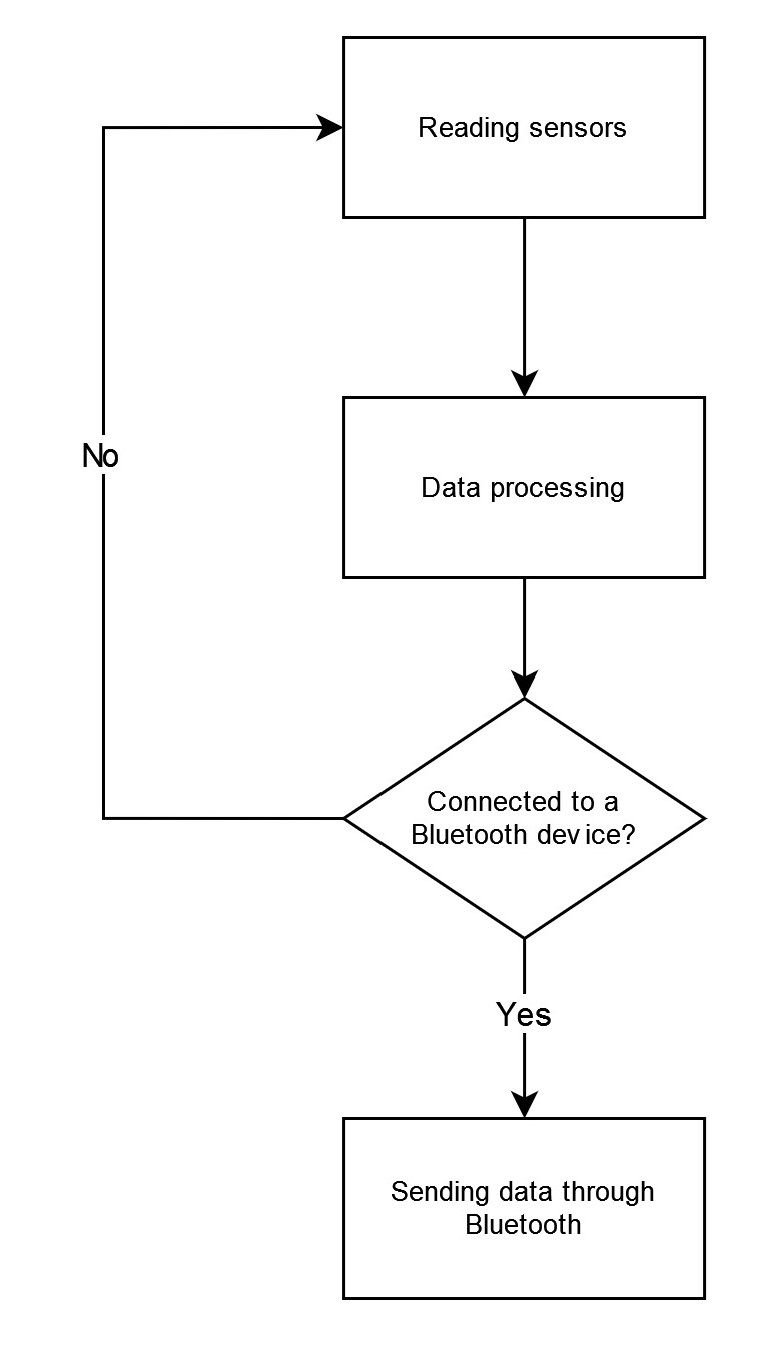 Reading sensors
Data processing
No
Connected to a
Bluetooth device?
Yes
Sending data through
Bluetooth